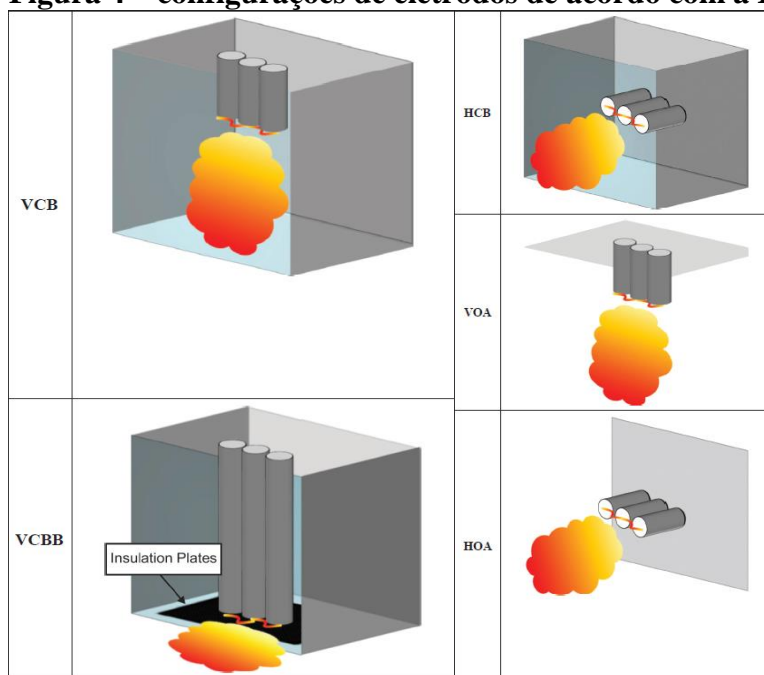 Figura 4 – configurações de eletrodos de acordo com a
VCB
HCB
VOA
VCBB
Insulation Plates
HOA